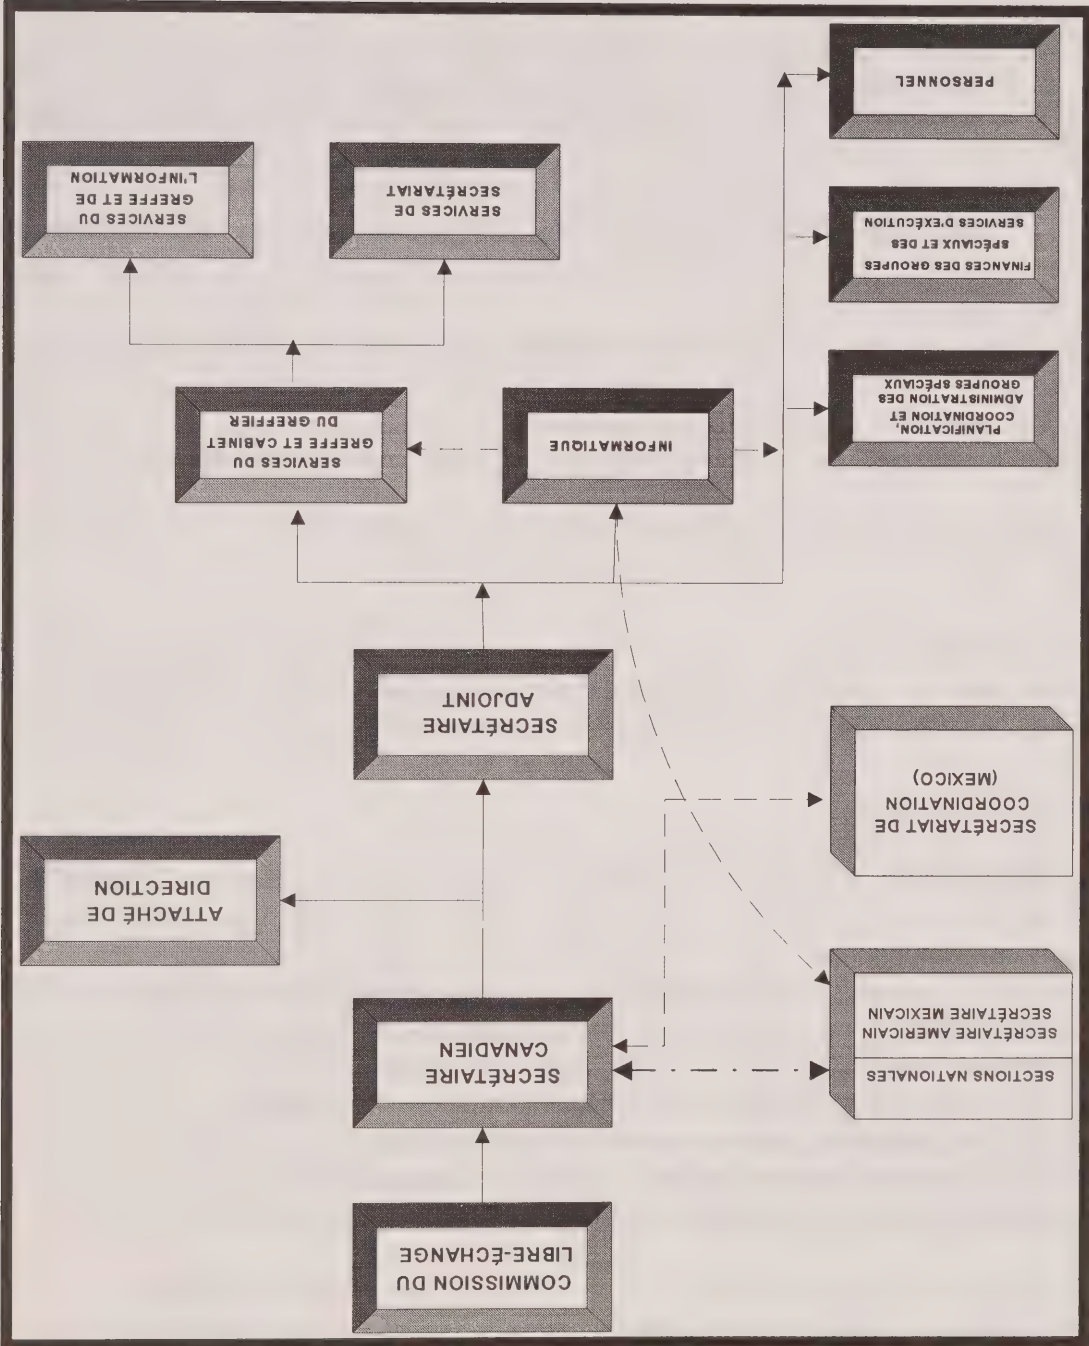 COMMISSION DU
LIBRE-ÉCHANGE
SECTIONS NATIONALES
SECRÉTAIRE AMERICAIN
SECRÉTAIRE MEXICAIN
SECRÉTAIRE
CANADIEN
ATTACHÉ DE
DIRECTION
SECRÉTARIAT DE
COORDINATION
(MEXICO)
SECRÉTAIRE
ADJOINT
PLANIFICATION,
COORDINATION ET
ADMINISTRATION DES
GROUPES SPÉCIAUX
INFORMATIQUE
SERVICES DU
GREFFE ET CABINET
DU GREFFIER
FINANCES DES GROUPES
SPÉCIAUX ET DES
SERVICES D'EXÉCUTION
SERVICES DE
SECRÉTARIAT
SERVICES DU
GREFFE ET DE
L'INFORMATION
PERSONNEL